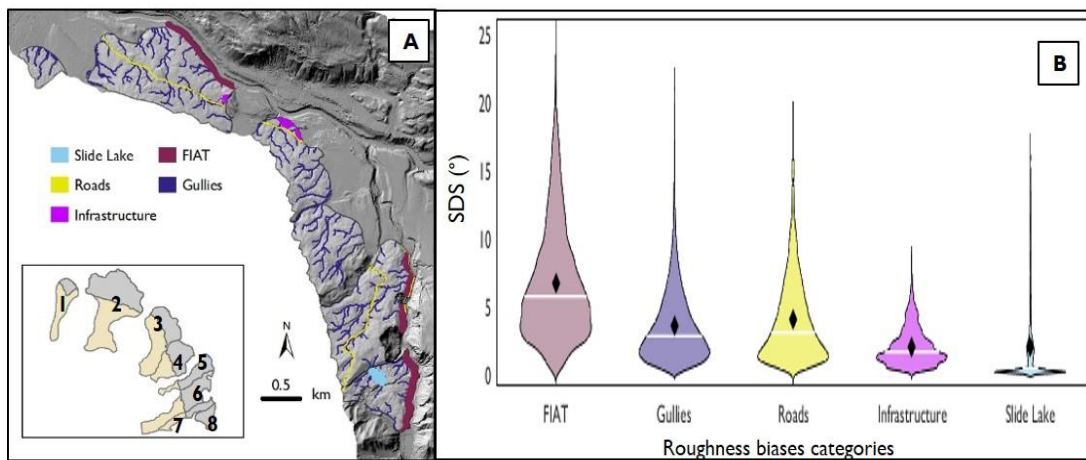 A
Slide Lake
FIAT
Roads
Gullies
Infrastructure
1
2
3
4
5
6
7
8
N
0.5
km
B
25
20
15
10
5
0
SDS (°)
FIAT
Gullies
Roads
Infrastructure
Slide Lake
Roughness biases categories